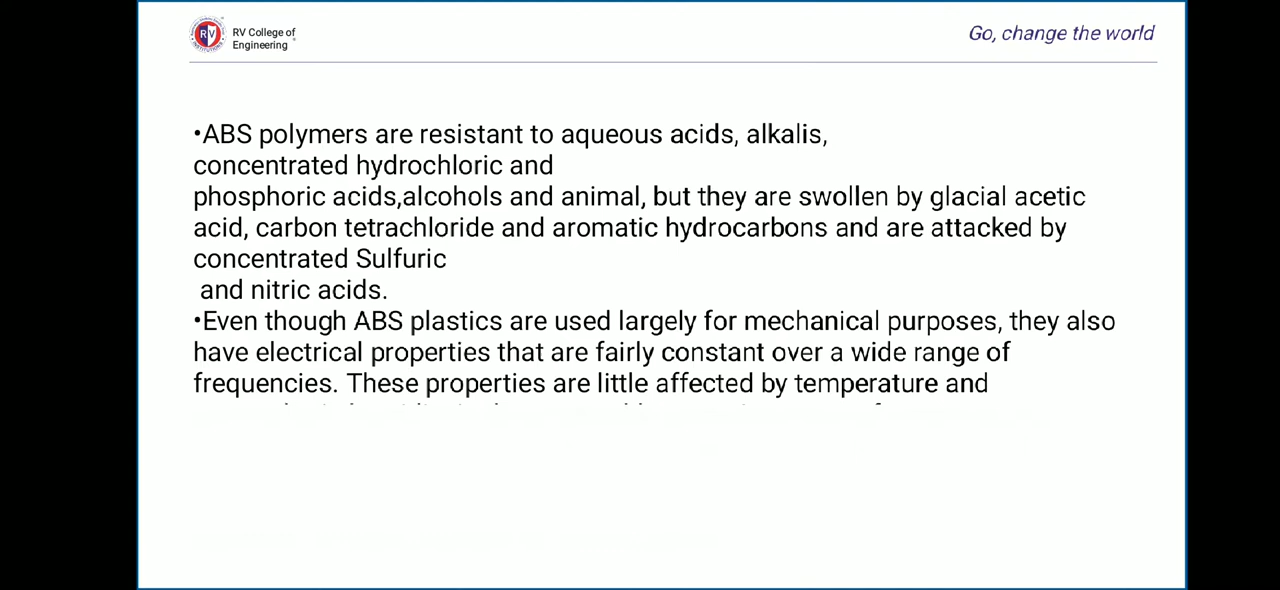 RV College of
Engineering
Go, change the world
•ABS polymers are resistant to aqueous acids, alkalis,
concentrated hydrochloric and
phosphoric acids,alcohols and animal, but they are swollen by glacial acetic
acid, carbon tetrachloride and aromatic hydrocarbons and are attacked by
concentrated Sulfuric
and nitric acids.
•Even though ABS plastics are used largely for mechanical purposes, they also
have electrical properties that are fairly constant over a wide range of
frequencies. These properties are little affected by temperature and